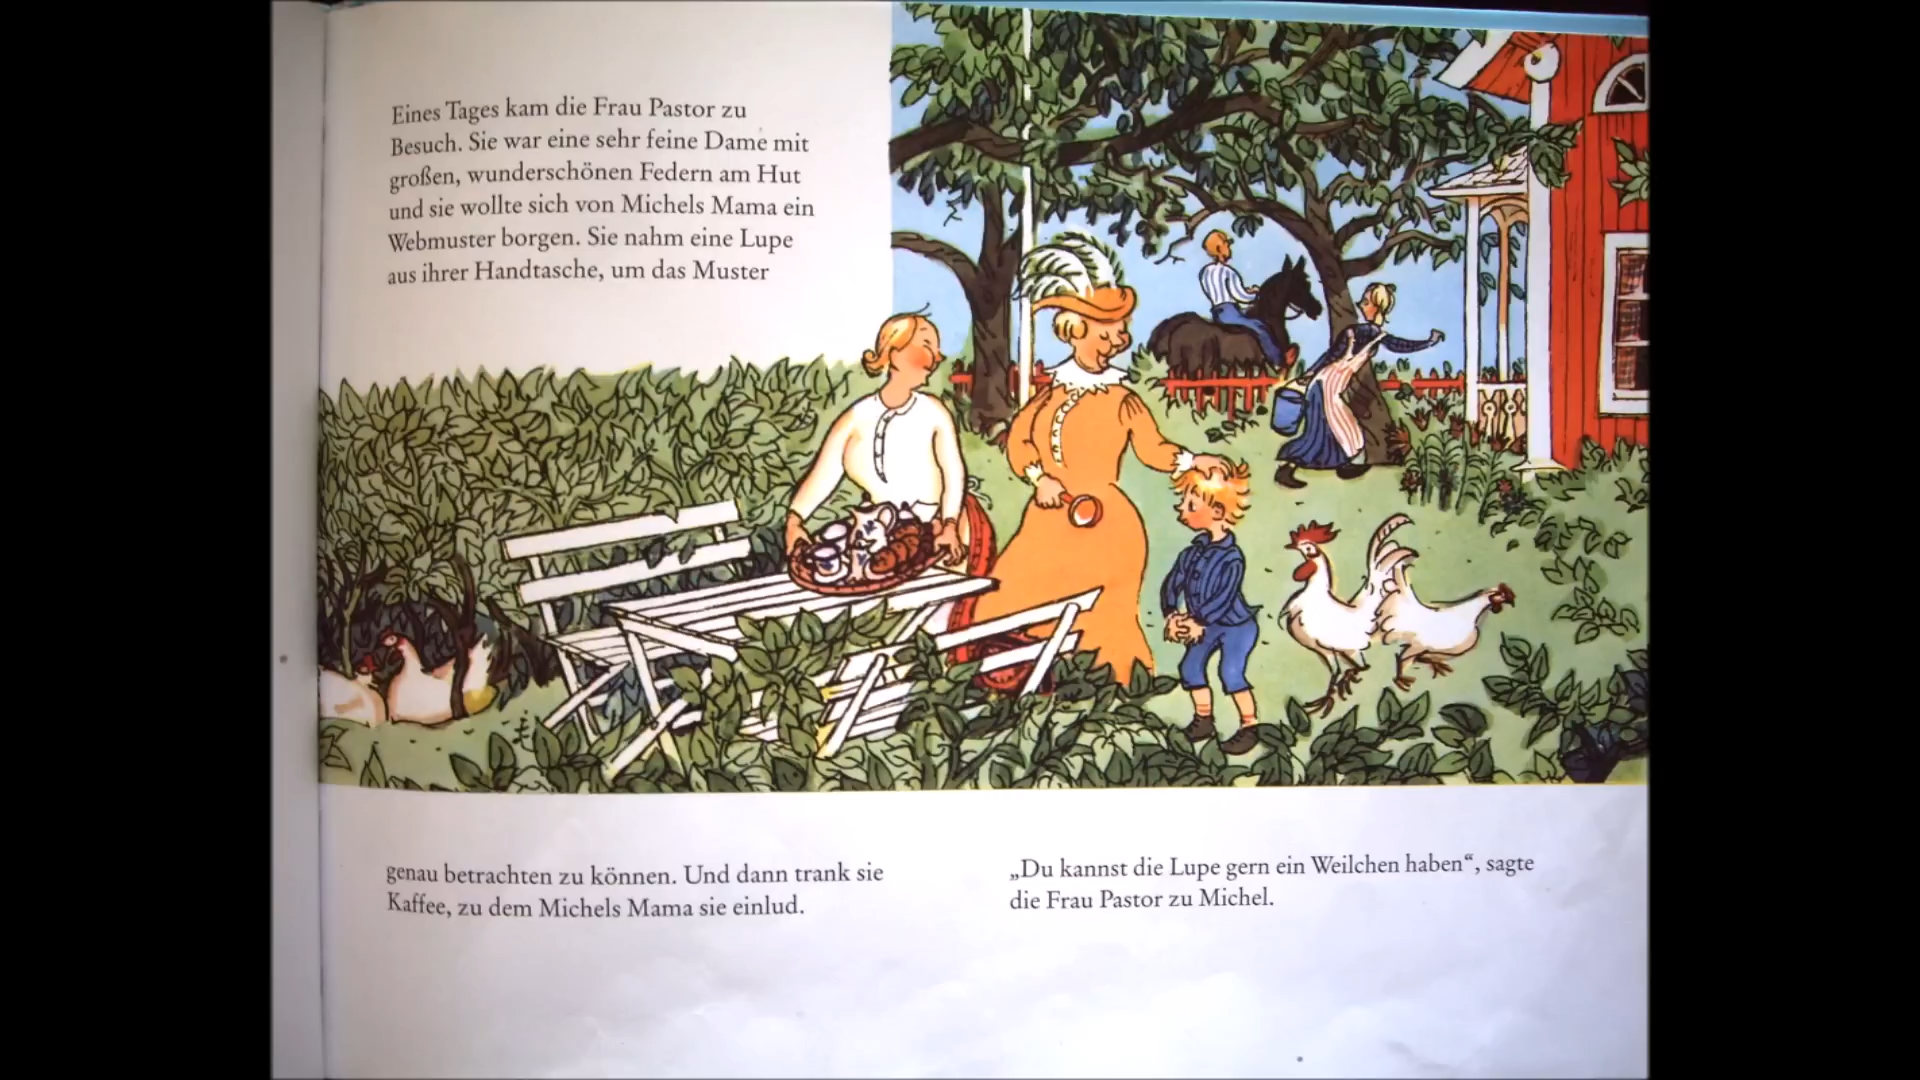 Eines Tages kam die Frau Pastor zu
Besuch. Sie war eine sehr feine Dame mit
großen, wunderschönen Federn am Hut
und sie wollte sich von Michels Mama ein
Webmuster borgen. Sie nahm eine Lupe
aus ihrer Handtasche, um das Muster
genau betrachten zu können. Und dann trank sie
Kaffee, zu dem Michels Mama sie einlud.
„Du kannst die Lupe gern ein Weilchen haben“, sagte
die Frau Pastor zu Michel.